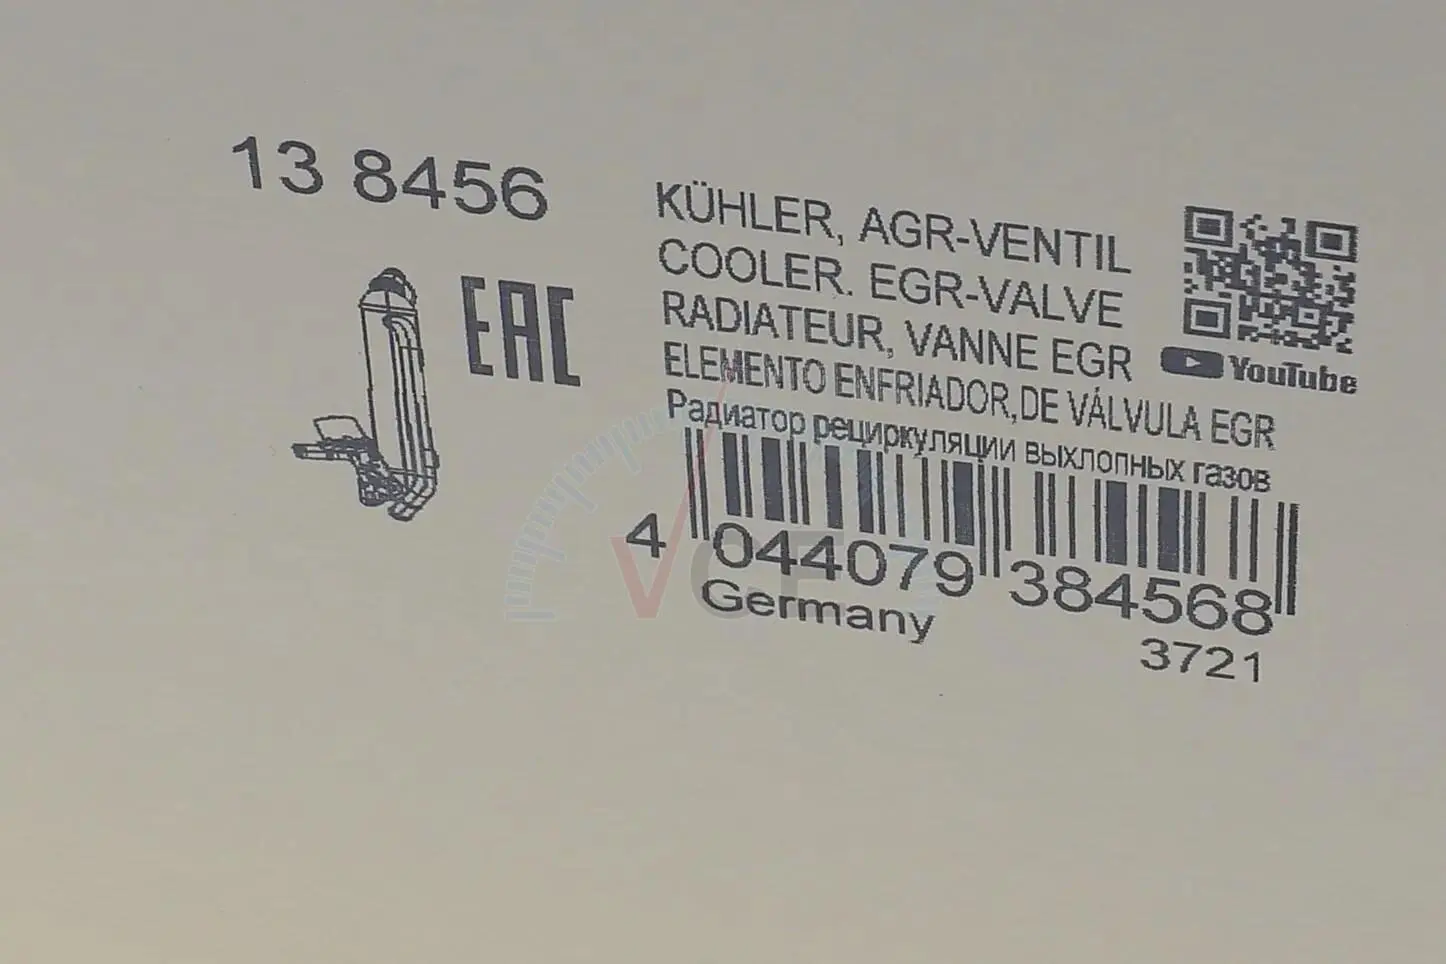 13 8456
EAC
KÜHLER, AGR-VENTIL
COOLER. EGR-VALVE
RADIATEUR, VANNE EGR
ELEMENTO ENFRIADOR,DE VÁLVULA EGR
Радиатор рециркуляции выхлопных газов
YouTube
4 044079 384568
VCF
Germany
3721